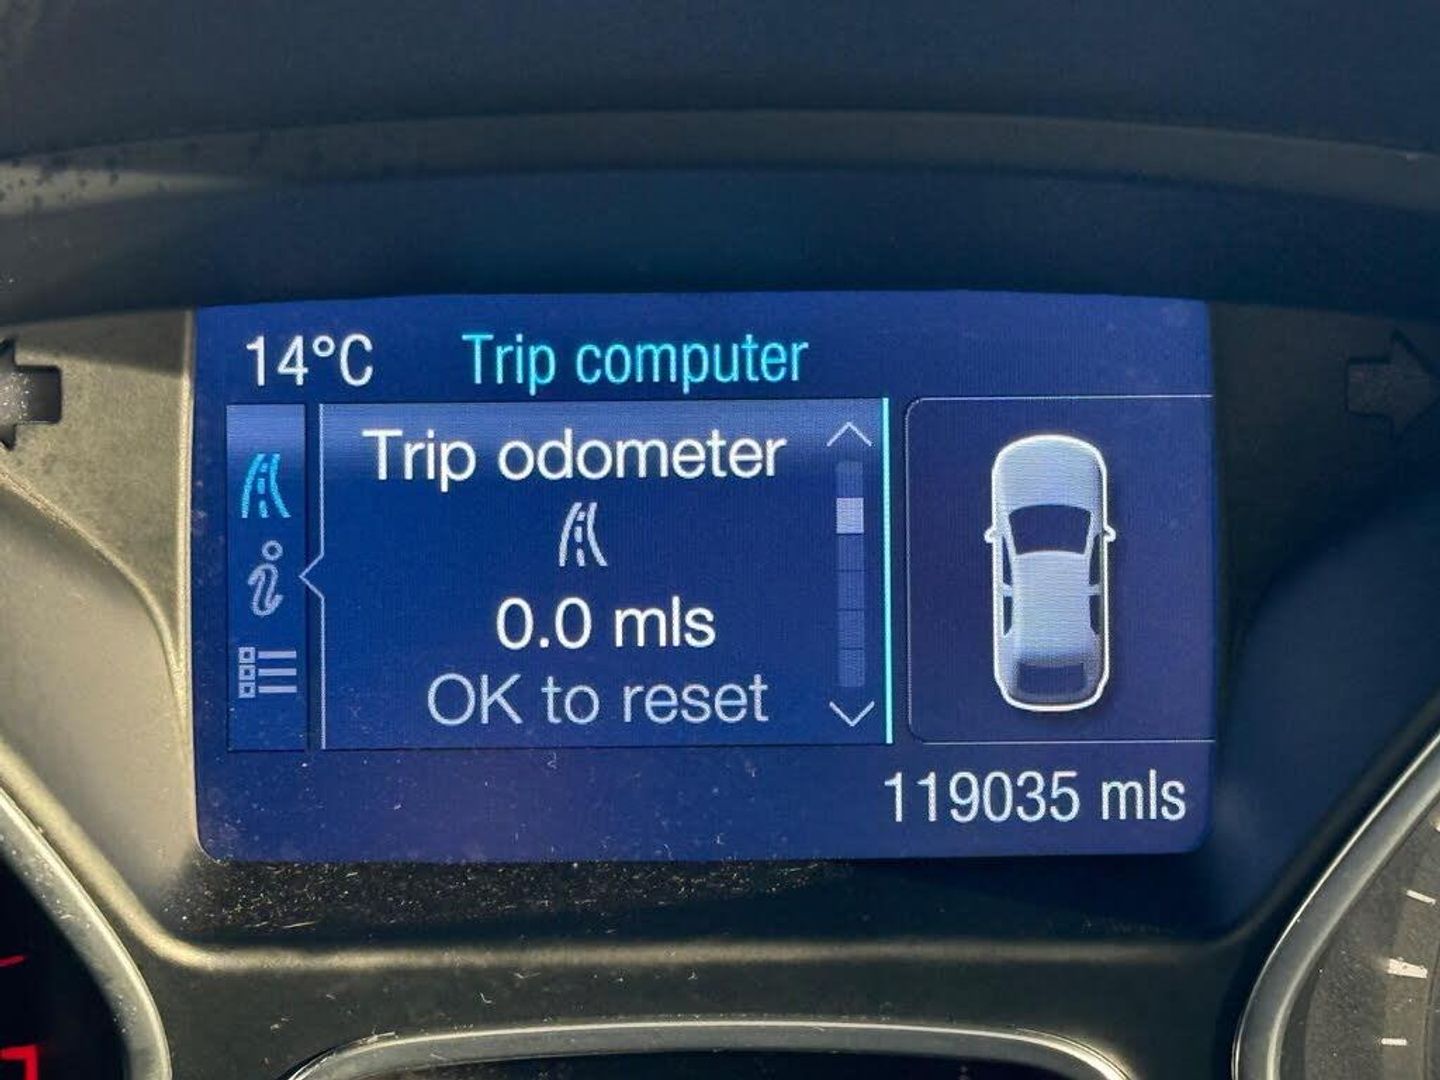 14°C Trip computer
Trip odometer
0.0 mls
OK to reset
119035 mls